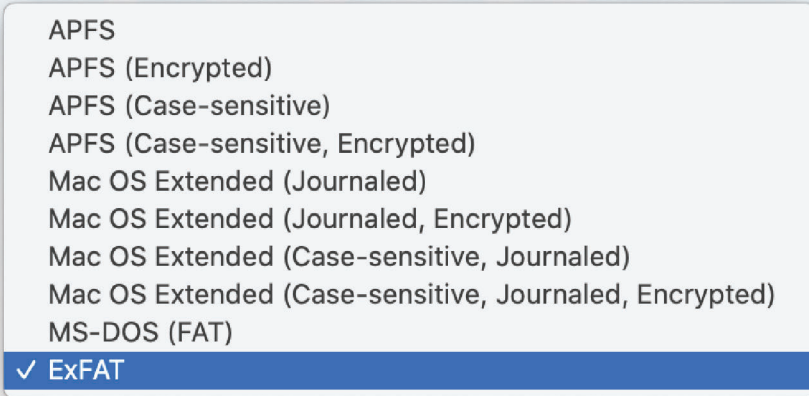 APFS
APFS (Encrypted)
APFS (Case-sensitive)
APFS (Case-sensitive, Encrypted)
Mac OS Extended (Journaled)
Mac OS Extended (Journaled, Encrypted)
Mac OS Extended (Case-sensitive, Journaled)
Mac OS Extended (Case-sensitive, Journaled, Encrypted)
MS-DOS (FAT)
✓ ExFAT